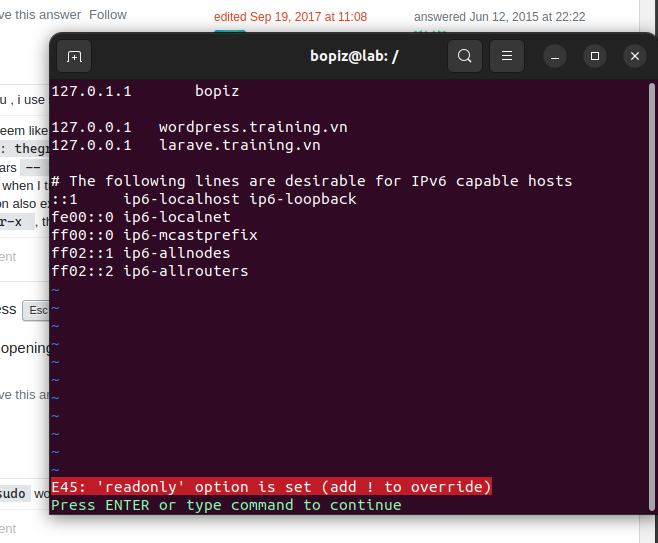 ve this answer Follow
edited Sep 19, 2017 at 11:08
answered Jun 12, 2015 at 22:22
bopiz@lab: /
u , i use
eem like
: thegr
ars --
when I t
on also e
r-x , th
ent
ess Esc
opening
ve this an
sudo wo
ent
127.0.1.1 bopiz
127.0.0.1 wordpress.training.vn
127.0.0.1 larave.training.vn
# The following lines are desirable for IPv6 capable hosts
::1 ip6-localhost ip6-loopback
fe00::0 ip6-localnet
ff00::0 ip6-mcastprefix
ff02::1 ip6-allnodes
ff02::2 ip6-allrouters
~
~
~
~
~
~
~
~
~
~
~
E45: 'readonly' option is set (add ! to override)
Press ENTER or type command to continue